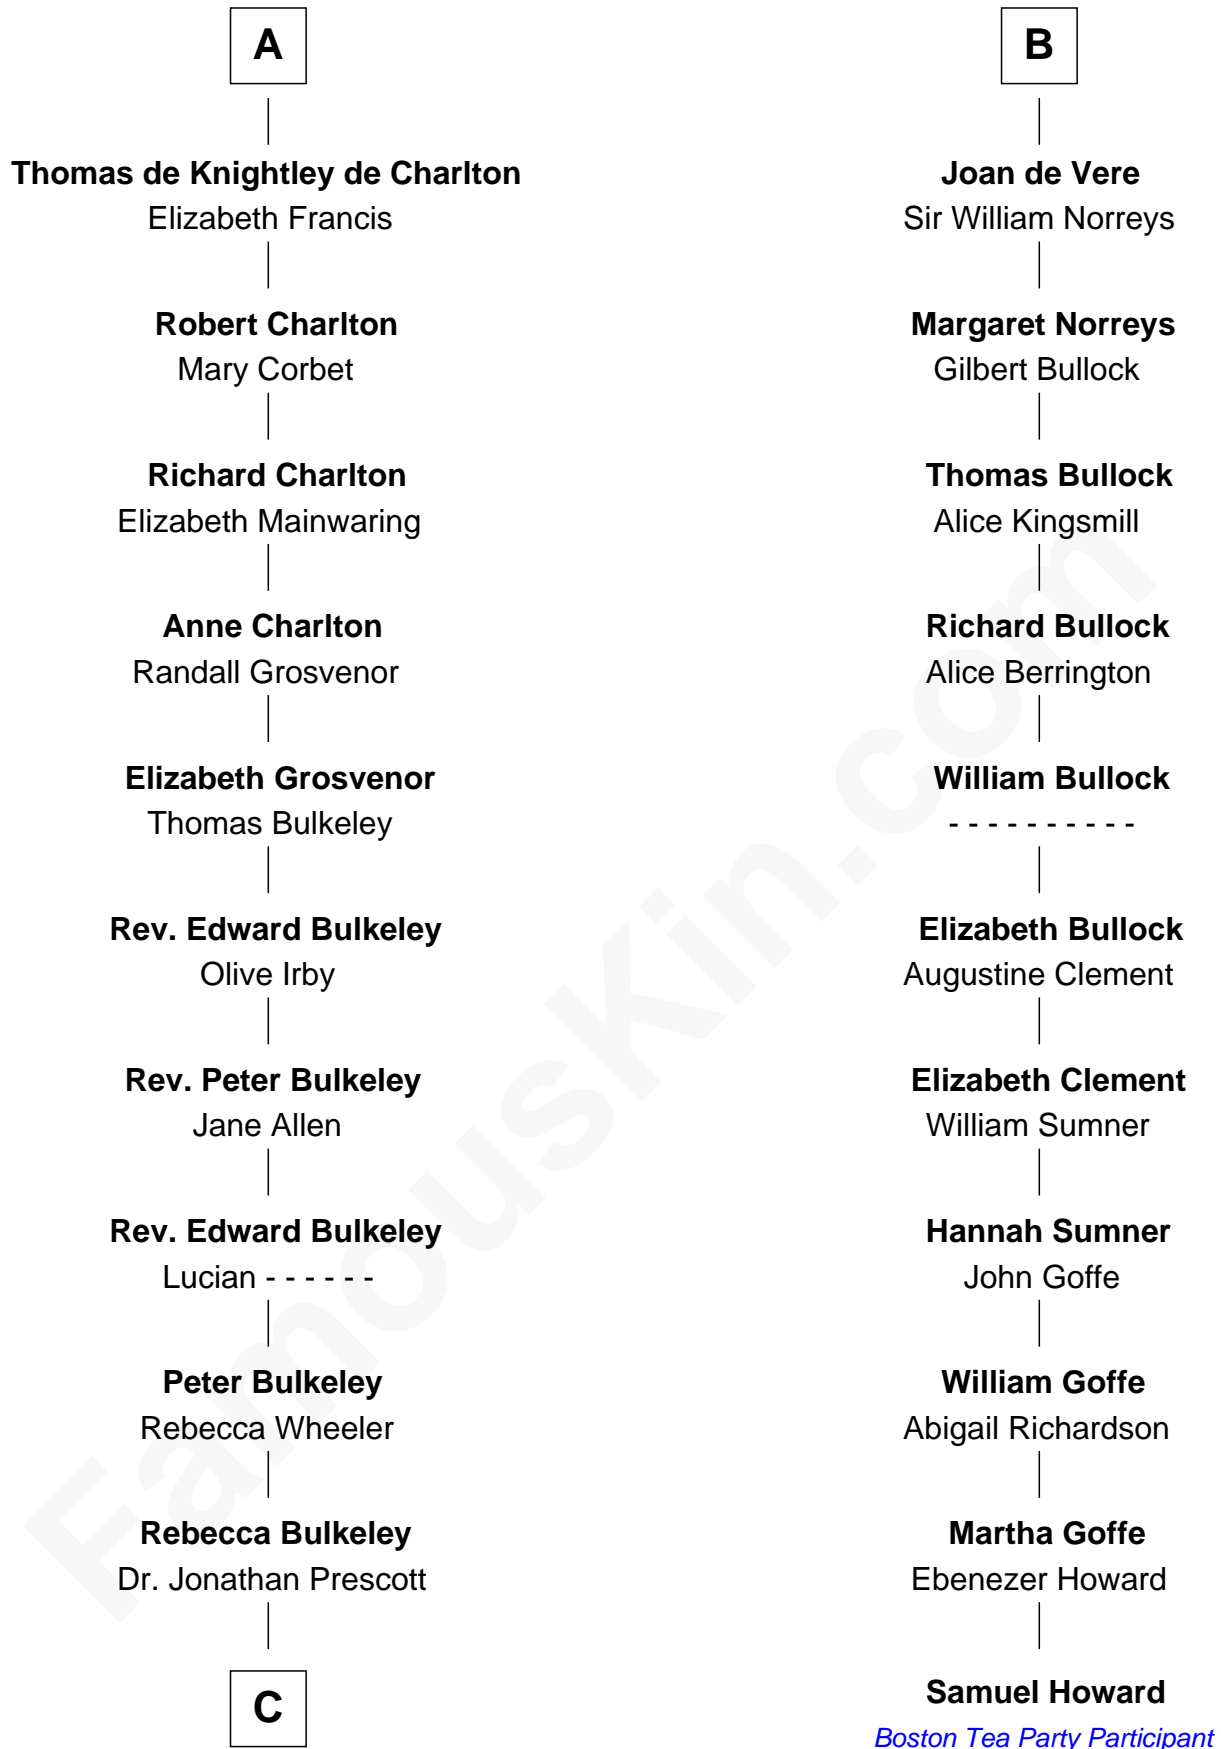 A
Thomas de Knightley de Charlton
Elizabeth Francis
Robert Charlton
Mary Corbet
Richard Charlton
Elizabeth Mainwaring
Anne Charlton
Randall Grosvenor
Elizabeth Grosvenor
Thomas Bulkeley
Rev. Edward Bulkeley
Olive Irby
Rev. Peter Bulkeley
Jane Allen
Rev. Edward Bulkeley
Lucian - - - - - -
Peter Bulkeley
Rebecca Wheeler
Rebecca Bulkeley
Dr. Jonathan Prescott
C
B
Joan de Vere
Sir William Norreys
Margaret Norreys
Gilbert Bullock
Thomas Bullock
Alice Kingsmill
Richard Bullock
Alice Berrington
William Bullock
- - - - - - - - - -
Elizabeth Bullock
Augustine Clement
Elizabeth Clement
William Sumner
Hannah Sumner
John Goffe
William Goffe
Abigail Richardson
Martha Goffe
Ebenezer Howard
Samuel Howard
Boston Tea Party Participant
FamousKin.com